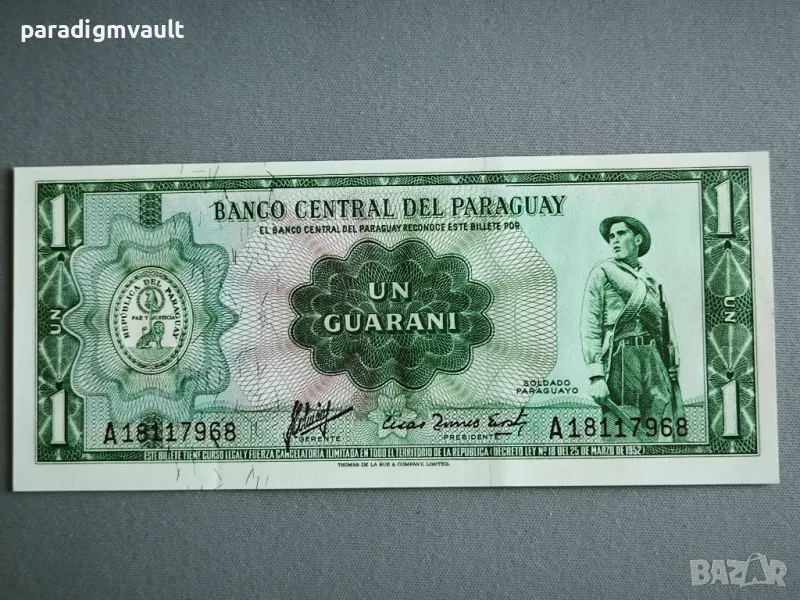 paradigmvault
1
1
BANCO CENTRAL DEL PARAGUAY
EL BANCO CENTRAL DEL PARAGUAY RECONOCE ESTE BILLETE POR
REPUBLICA DEL PARAGUAY
PAZ Y JUSTICIA
UN
GUARANI
UN
UN
SOLDADO
PARAGUAYO
1
1
A18117968
GERENTE
PRESIDENTE
A18117968
ESTE BILLETE TIENE CURSO LEGAL Y FUERZA CANCELATORIA ILIMITADA EN TODO EL TERRITORIO DE LA REPUBLICA (DECRETO LEY Nº 18 DEL 25 DE MARZO DE 1952)
THOMAS DE LA RUE & COMPANY, LIMITED.
BAZAR